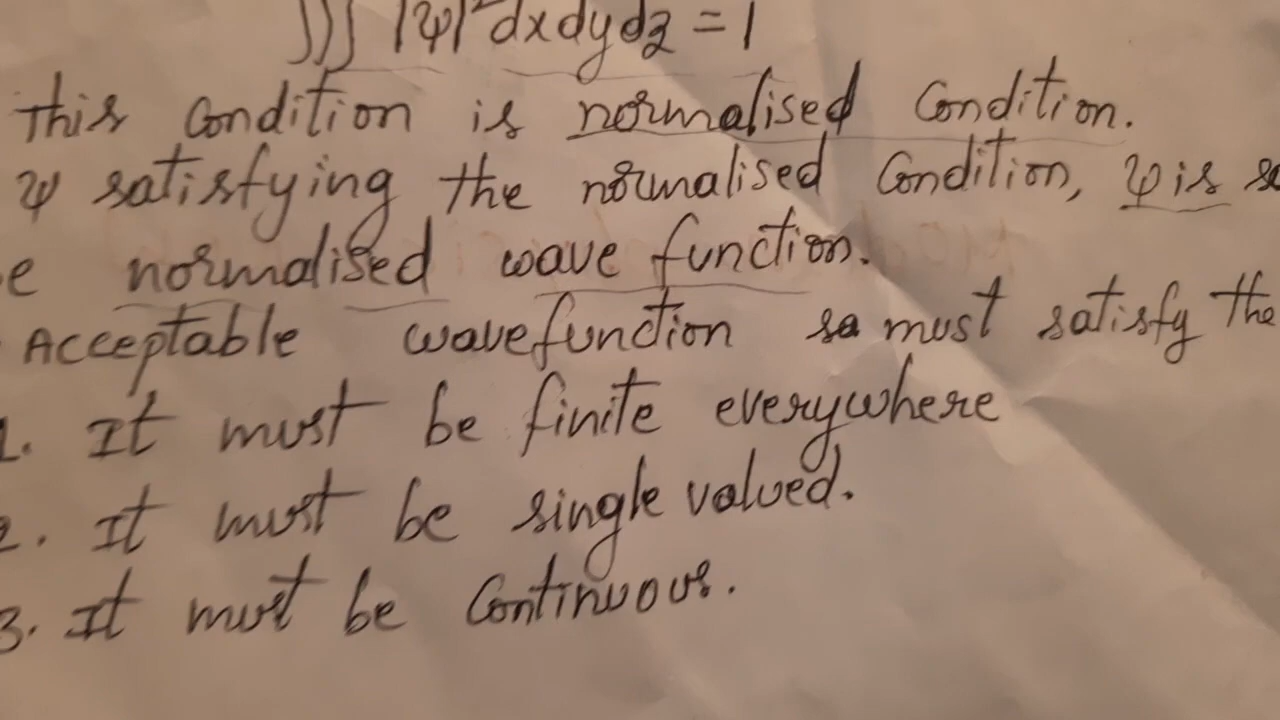 ∭ |ψ|² dxdydz = 1
This condition is normalised Condition.
ψ satisfying the normalised Condition, ψ is
e normalised wave function.
Acceptable wavefunction sa must satisfy the
1. It must be finite everywhere
2. It must be single valued.
3. It must be Continuous.